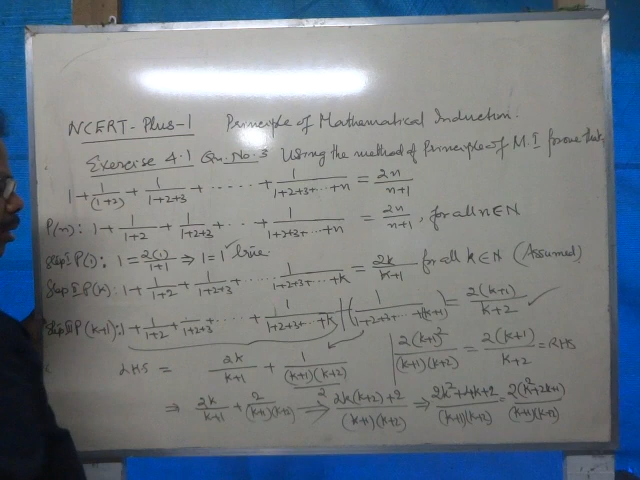 NCERT - Plus - 1 Principle of Mathematical Induction.
Exercise 4.1 Qn. No. 3 Using the method of Principle of M.I prove that,
1 + 1/(1+2) + 1/1+2+3 + ------ + 1/1+2+3+···+n = 2n/n+1
P(n): 1 + 1/1+2 + 1/1+2+3 + ··· + 1/1+2+3+···+n = 2n/n+1, for all n∈N
Step I P(1): 1 = 2(1)/1+1 ⇒ 1 = 1 ✓ true.
Step II P(k): 1 + 1/1+2 + 1/1+2+3 + ······ 1/1+2+3+···+k = 2k/k+1 for all k∈N (Assumed)
Step III P(k+1): 1 + 1/1+2 + 1/1+2+3 + ······ + 1/1+2+3+···+k + 1/1+2+3+···+(k+1) = 2(k+1)/k+2 ✓
LHS = 2k/k+1 + 1/(k+1)(k+2)/2 | 2(k+1)²/(k+1)(k+2) = 2(k+1)/k+2 = RHS
⇒ 2k/k+1 + 2/(k+1)(k+2) ⇒ 2k(k+2)+2/(k+1)(k+2) ⇒ 2k²+4k+2/(k+1)(k+2) = 2(k²+2k+1)/(k+1)(k+2)